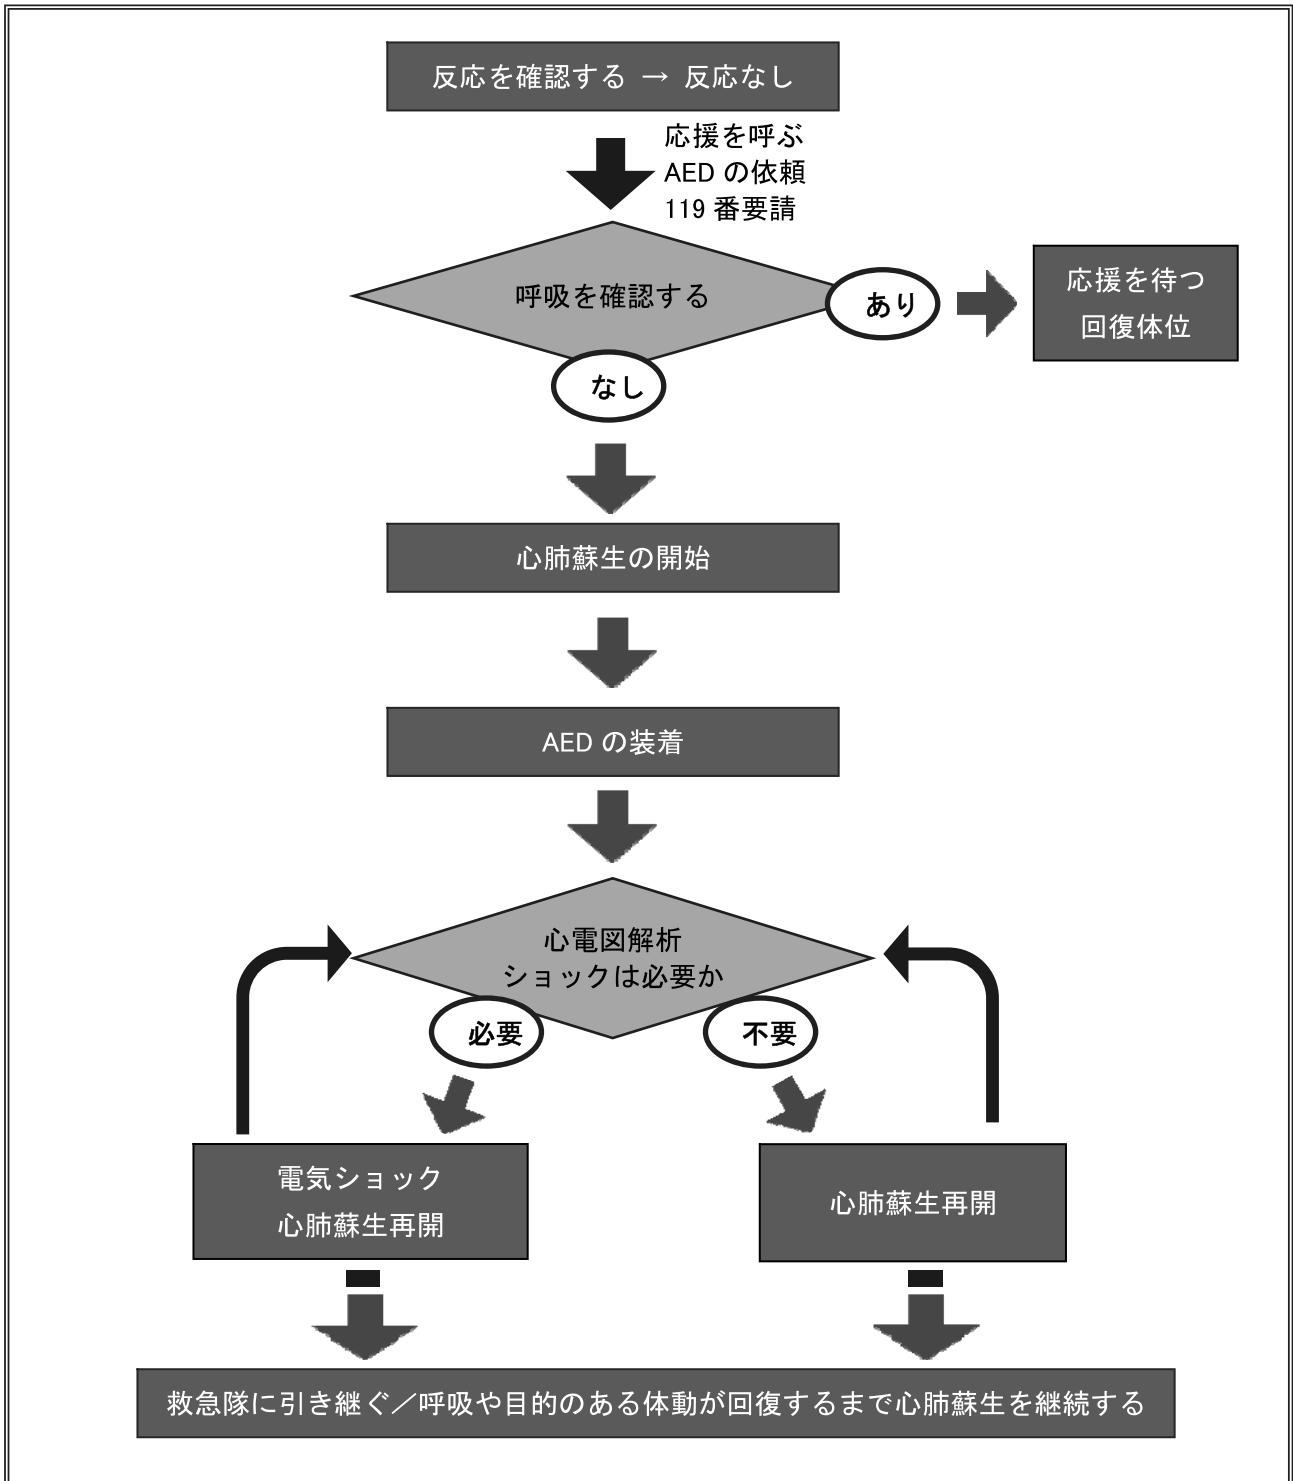 反応を確認する → 反応なし
応援を呼ぶ
AED の依頼
119 番要請
呼吸を確認する
あり
応援を待つ
回復体位
なし
心肺蘇生の開始
AED の装着
心電図解析
ショックは必要か
必要
不要
電気ショック
心肺蘇生再開
心肺蘇生再開
救急隊に引き継ぐ／呼吸や目的のある体動が回復するまで心肺蘇生を継続する